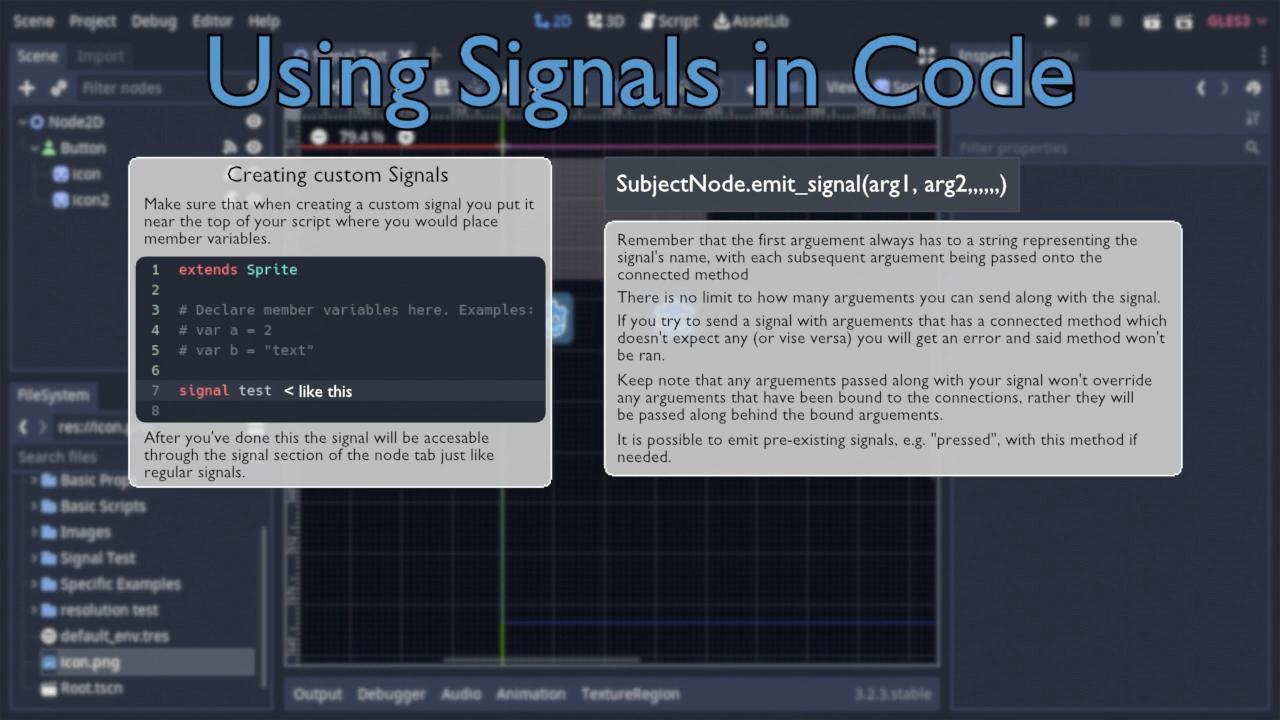 Scene Project Debug Editor Help 2D 3D Script AssetLib GLES3
Using Signals in Code
Scene Import
Filter nodes
79.4 %
Node2D
Button
icon
icon2
Filter properties
Creating custom Signals
Make sure that when creating a custom signal you put it
near the top of your script where you would place
member variables.
1 extends Sprite
2
3 # Declare member variables here. Examples:
4 # var a = 2
5 # var b = "text"
6
7 signal test < like this
8
After you've done this the signal will be accesable
through the signal section of the node tab just like
regular signals.
SubjectNode.emit_signal(arg1, arg2,,,,,,)
Remember that the first arguement always has to a string representing the
signal's name, with each subsequent arguement being passed onto the
connected method
There is no limit to how many arguements you can send along with the signal.
If you try to send a signal with arguements that has a connected method which
doesn't expect any (or vise versa) you will get an error and said method won't
be ran.
Keep note that any arguements passed along with your signal won't override
any arguements that have been bound to the connections, rather they will
be passed along behind the bound arguements.
It is possible to emit pre-existing signals, e.g. "pressed", with this method if
needed.
FileSystem
res://icon.p
Search files
Basic Prop
Basic Scripts
Images
Signal Test
Specific Examples
resolution test
default_env.tres
icon.png
Root.tscn
Output Debugger Audio Animation TextureRegion 3.2.3.stable